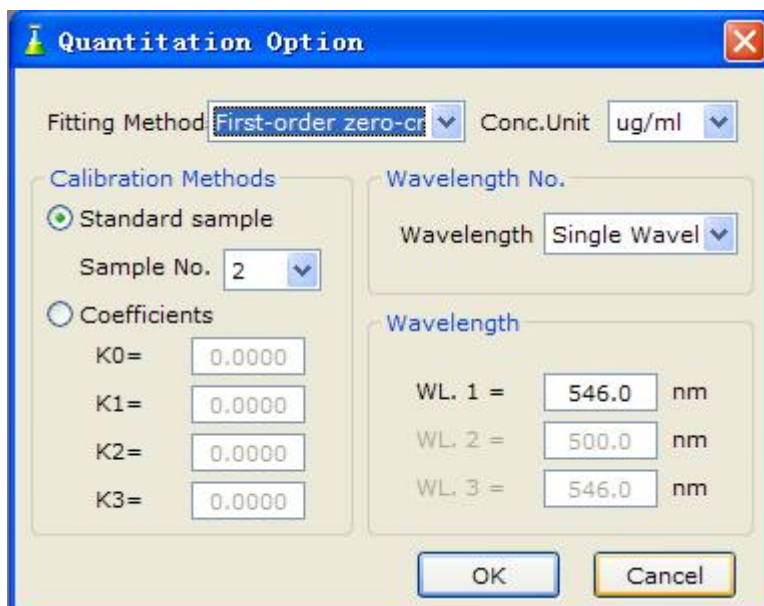 Quantitation Option
Fitting Method First-order zero-cr Conc.Unit ug/ml
Calibration Methods
Standard sample
Sample No. 2
Coefficients
K0= 0.0000
K1= 0.0000
K2= 0.0000
K3= 0.0000
Wavelength No.
Wavelength Single Wavel
Wavelength
WL. 1 = 546.0 nm
WL. 2 = 500.0 nm
WL. 3 = 546.0 nm
OK Cancel